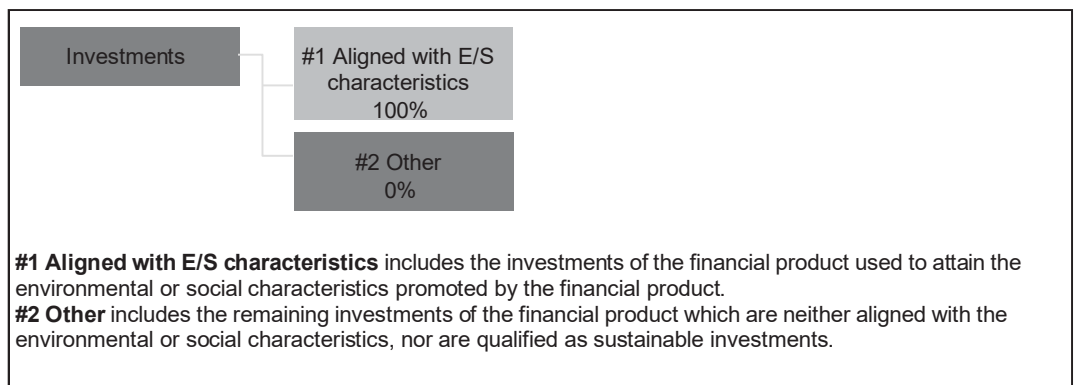 Investments
#1 Aligned with E/S
characteristics
100%
#2 Other
0%
#1 Aligned with E/S characteristics includes the investments of the financial product used to attain the
environmental or social characteristics promoted by the financial product.
#2 Other includes the remaining investments of the financial product which are neither aligned with the
environmental or social characteristics, nor are qualified as sustainable investments.